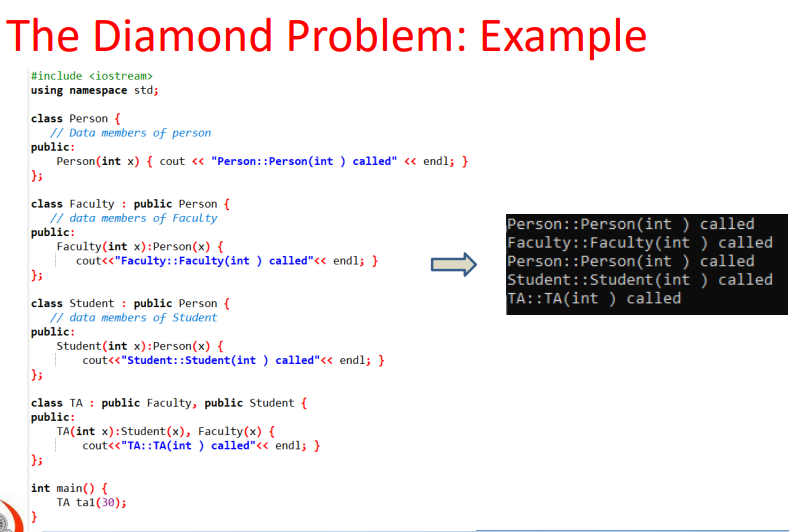 The Diamond Problem: Example
#include <iostream>
using namespace std;
class Person {
// Data members of person
public:
Person(int x) { cout << "Person::Person(int ) called" << endl; }
};
class Faculty : public Person {
// data members of Faculty
public:
Faculty(int x):Person(x) {
cout<<"Faculty::Faculty(int ) called"<< endl; }
};
class Student : public Person {
// data members of Student
public:
Student(int x):Person(x) {
cout<<"Student::Student(int ) called"<< endl; }
};
class TA : public Faculty, public Student {
public:
TA(int x):Student(x), Faculty(x) {
cout<<"TA::TA(int ) called"<< endl; }
};
int main() {
TA ta1(30);
}
Person::Person(int ) called
Faculty::Faculty(int ) called
Person::Person(int ) called
Student::Student(int ) called
TA::TA(int ) called